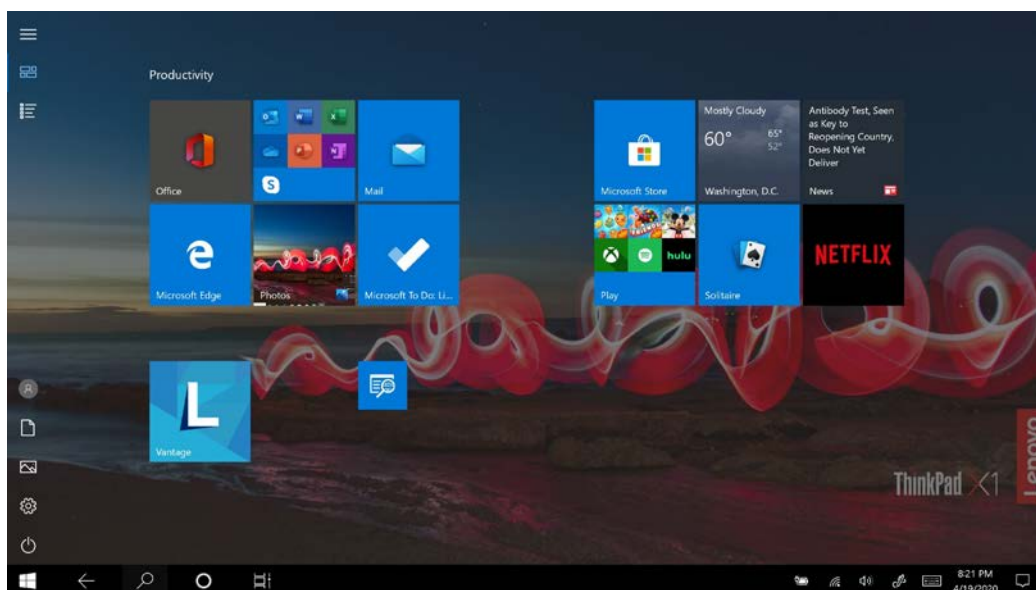 Productivity
Office
S
Mail
Microsoft Store
Mostly Cloudy
60°
65°
52°
Washington, D.C.
Antibody Test, Seen
as Key to
Reopening Country,
Does Not Yet
Deliver
News
Microsoft Edge
Photos
Microsoft To Do: Li...
hulu
Play
Solitaire
NETFLIX
L
Vantage
Lenovo
ThinkPad X1
8:21 PM
4/19/2020